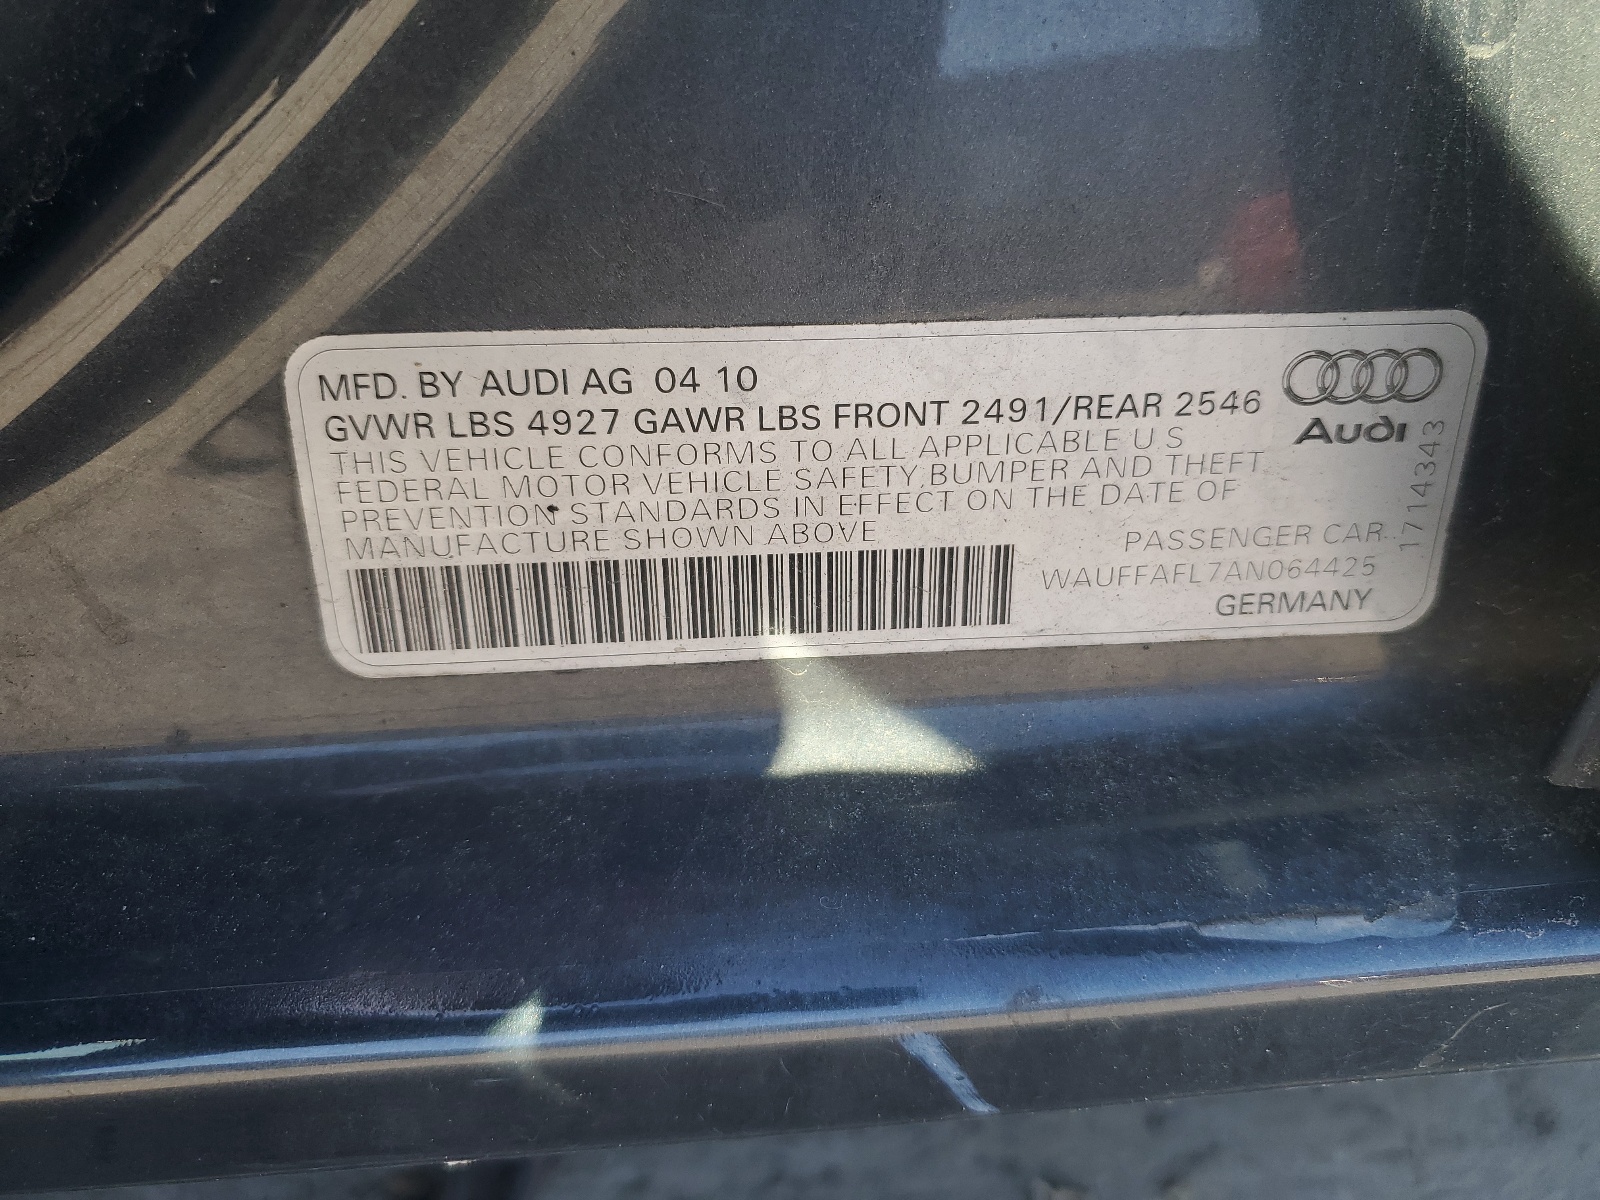 MFD. BY AUDI AG 04 10
GVWR LBS 4927 GAWR LBS FRONT 2491/REAR 2546
THIS VEHICLE CONFORMS TO ALL APPLICABLE U S
FEDERAL MOTOR VEHICLE SAFETY, BUMPER AND THEFT
PREVENTION STANDARDS IN EFFECT ON THE DATE OF
MANUFACTURE SHOWN ABOVE
PASSENGER CAR
WAUFFAFL7AN064425
GERMANY
Audi
1714343